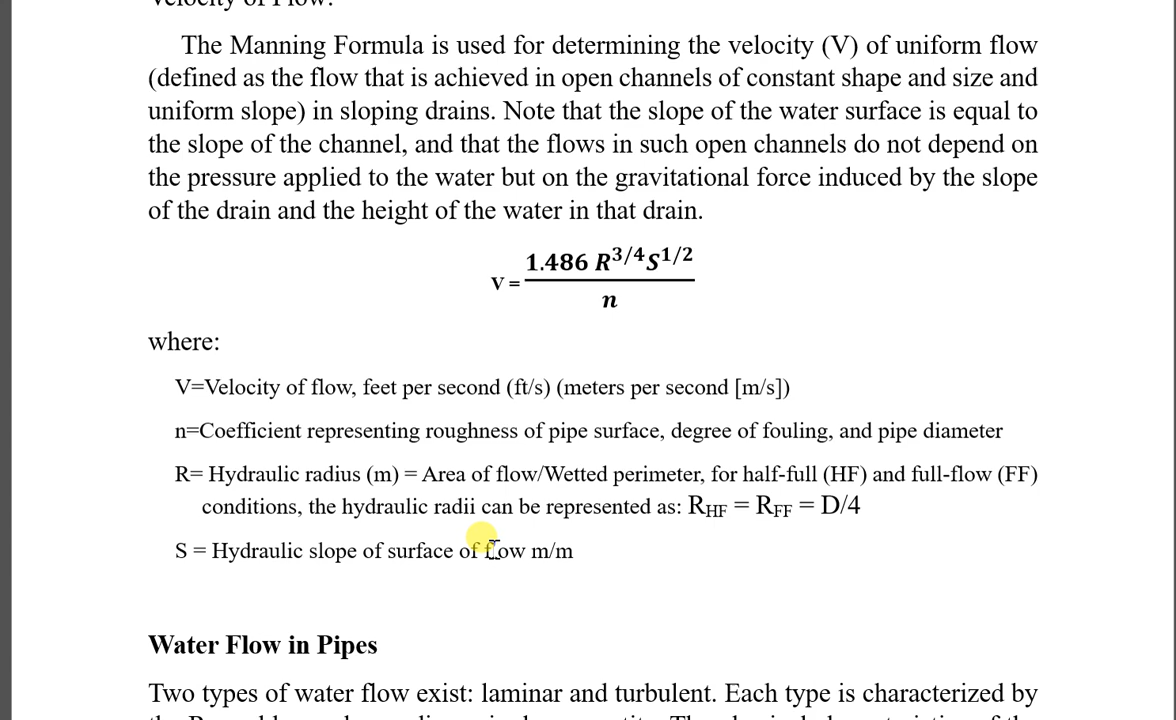 Velocity of Flow:
The Manning Formula is used for determining the velocity (V) of uniform flow
(defined as the flow that is achieved in open channels of constant shape and size and
uniform slope) in sloping drains. Note that the slope of the water surface is equal to
the slope of the channel, and that the flows in such open channels do not depend on
the pressure applied to the water but on the gravitational force induced by the slope
of the drain and the height of the water in that drain.
V = 1.486 R^3/4 S^1/2 / n
where:
V=Velocity of flow, feet per second (ft/s) (meters per second [m/s])
n=Coefficient representing roughness of pipe surface, degree of fouling, and pipe diameter
R= Hydraulic radius (m) = Area of flow/Wetted perimeter, for half-full (HF) and full-flow (FF)
conditions, the hydraulic radii can be represented as: RHF = RFF = D/4
S = Hydraulic slope of surface of flow m/m
Water Flow in Pipes
Two types of water flow exist: laminar and turbulent. Each type is characterized by